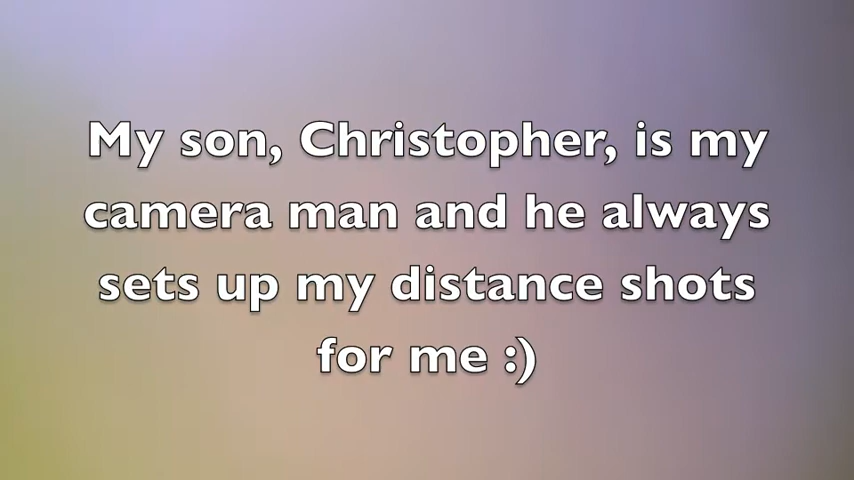 My son, Christopher, is my
camera man and he always
sets up my distance shots
for me :)